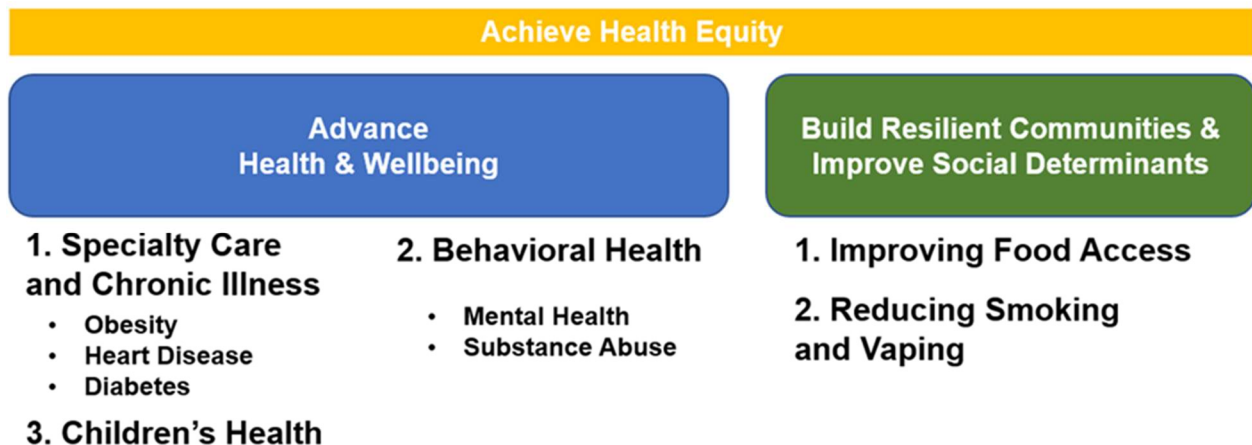 Achieve Health Equity
Advance
Health & Wellbeing
Build Resilient Communities &
Improve Social Determinants
1. Specialty Care
and Chronic Illness
• Obesity
• Heart Disease
• Diabetes
3. Children's Health
2. Behavioral Health
• Mental Health
• Substance Abuse
1. Improving Food Access
2. Reducing Smoking
and Vaping